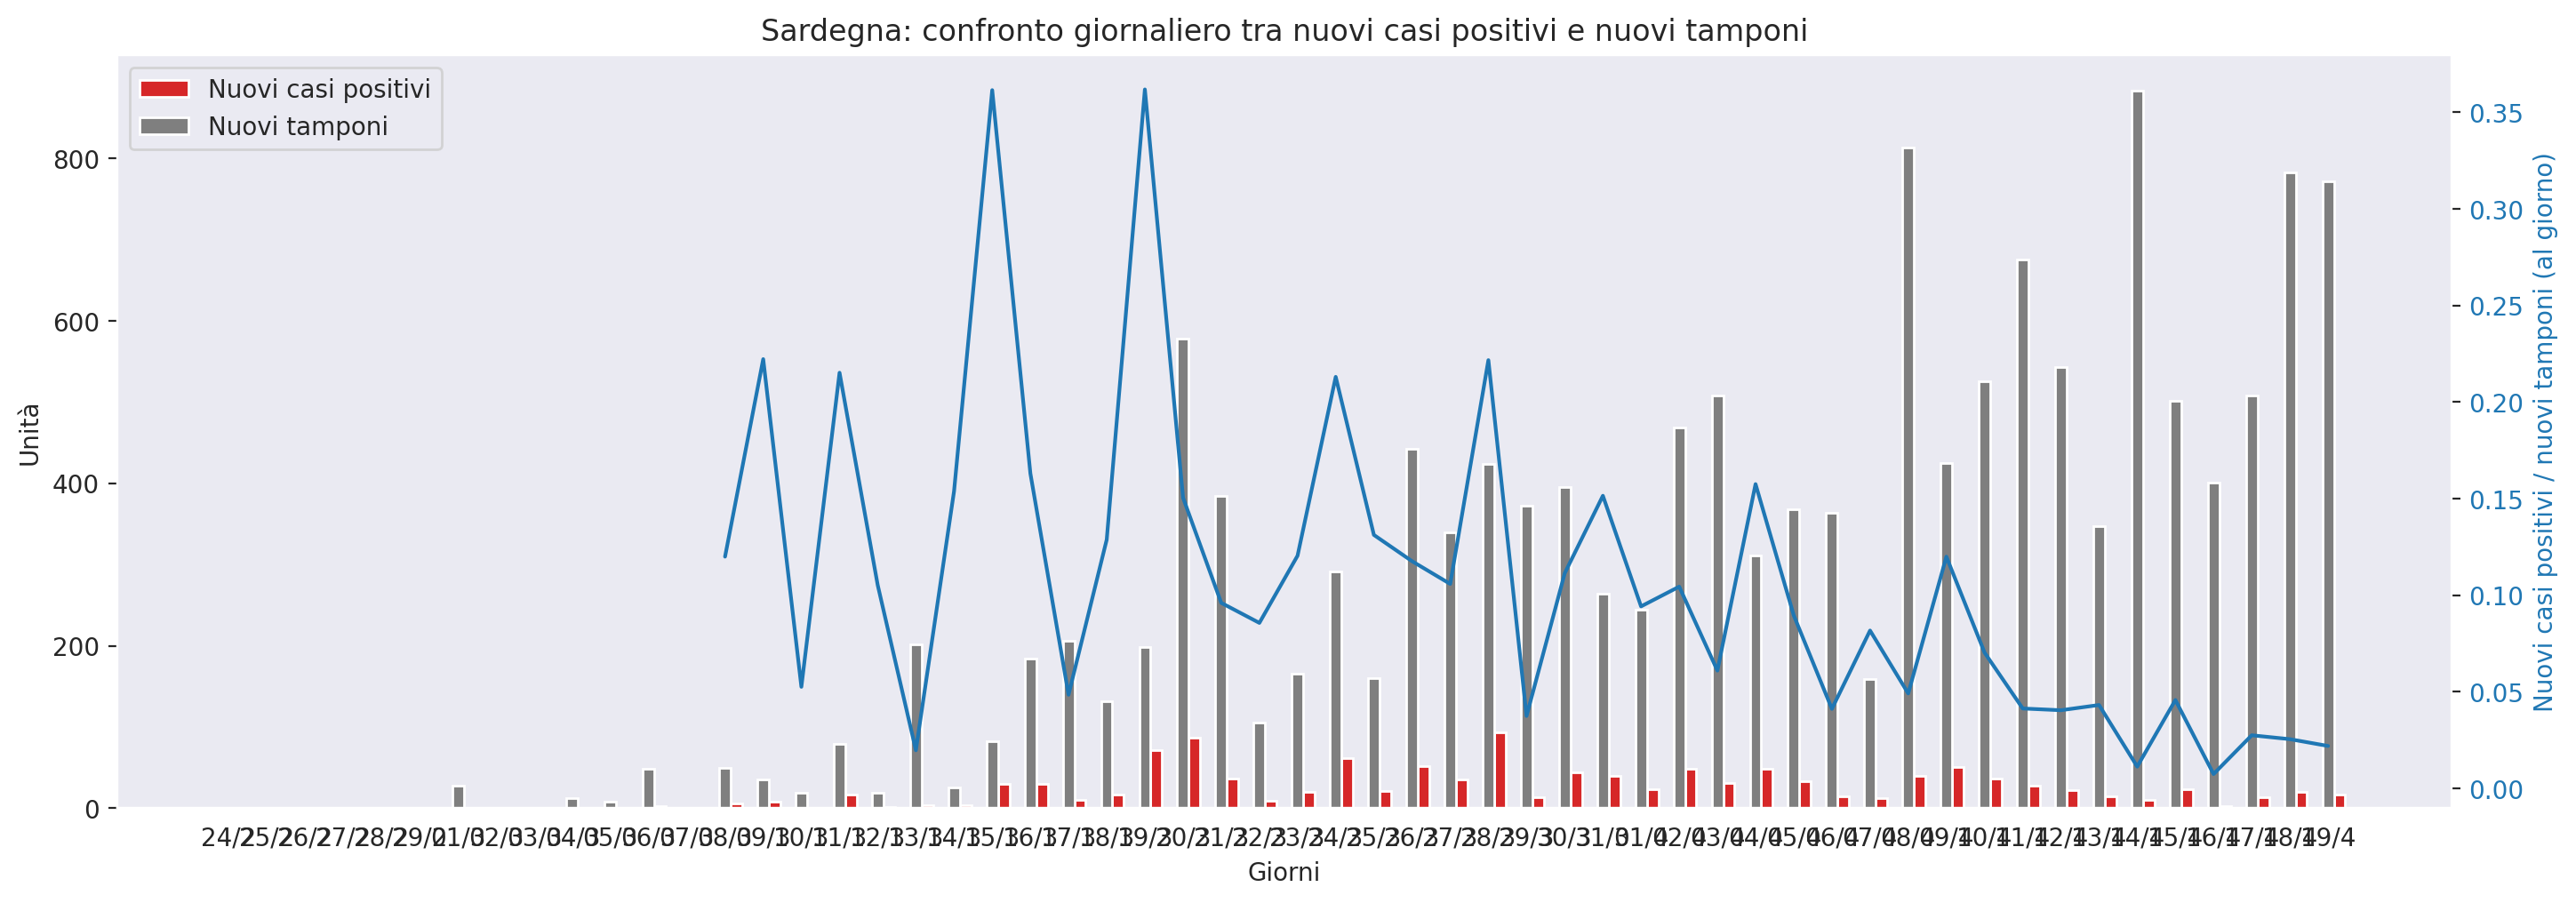 Sardegna: confronto giornaliero tra nuovi casi positivi e nuovi tamponi
Nuovi casi positivi
Nuovi tamponi
Unità
800
600
400
200
0
0.35
0.30
0.25
0.20
0.15
0.10
0.05
0.00
Nuovi casi positivi / nuovi tamponi (al giorno)
24/2 25/2 26/2 27/2 28/2 29/2 01/3 02/3 03/3 04/3 05/3 06/3 07/3 08/3 09/3 10/3 11/3 12/3 13/3 14/3 15/3 16/3 17/3 18/3 19/3 20/3 21/3 22/3 23/3 24/3 25/3 26/3 27/3 28/3 29/3 30/3 31/3 01/4 02/4 03/4 04/4 05/4 06/4 07/4 08/4 09/4 10/4 11/4 12/4 13/4 14/4 15/4 16/4 17/4 18/4 19/4
Giorni